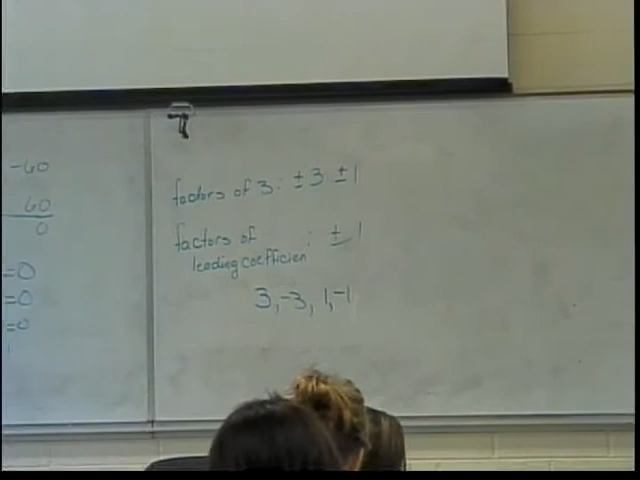 -60
60
0
=0
=0
=0
factors of 3: ±3 ±1
factors of : ±1
leading coefficien
3, -3, 1, -1